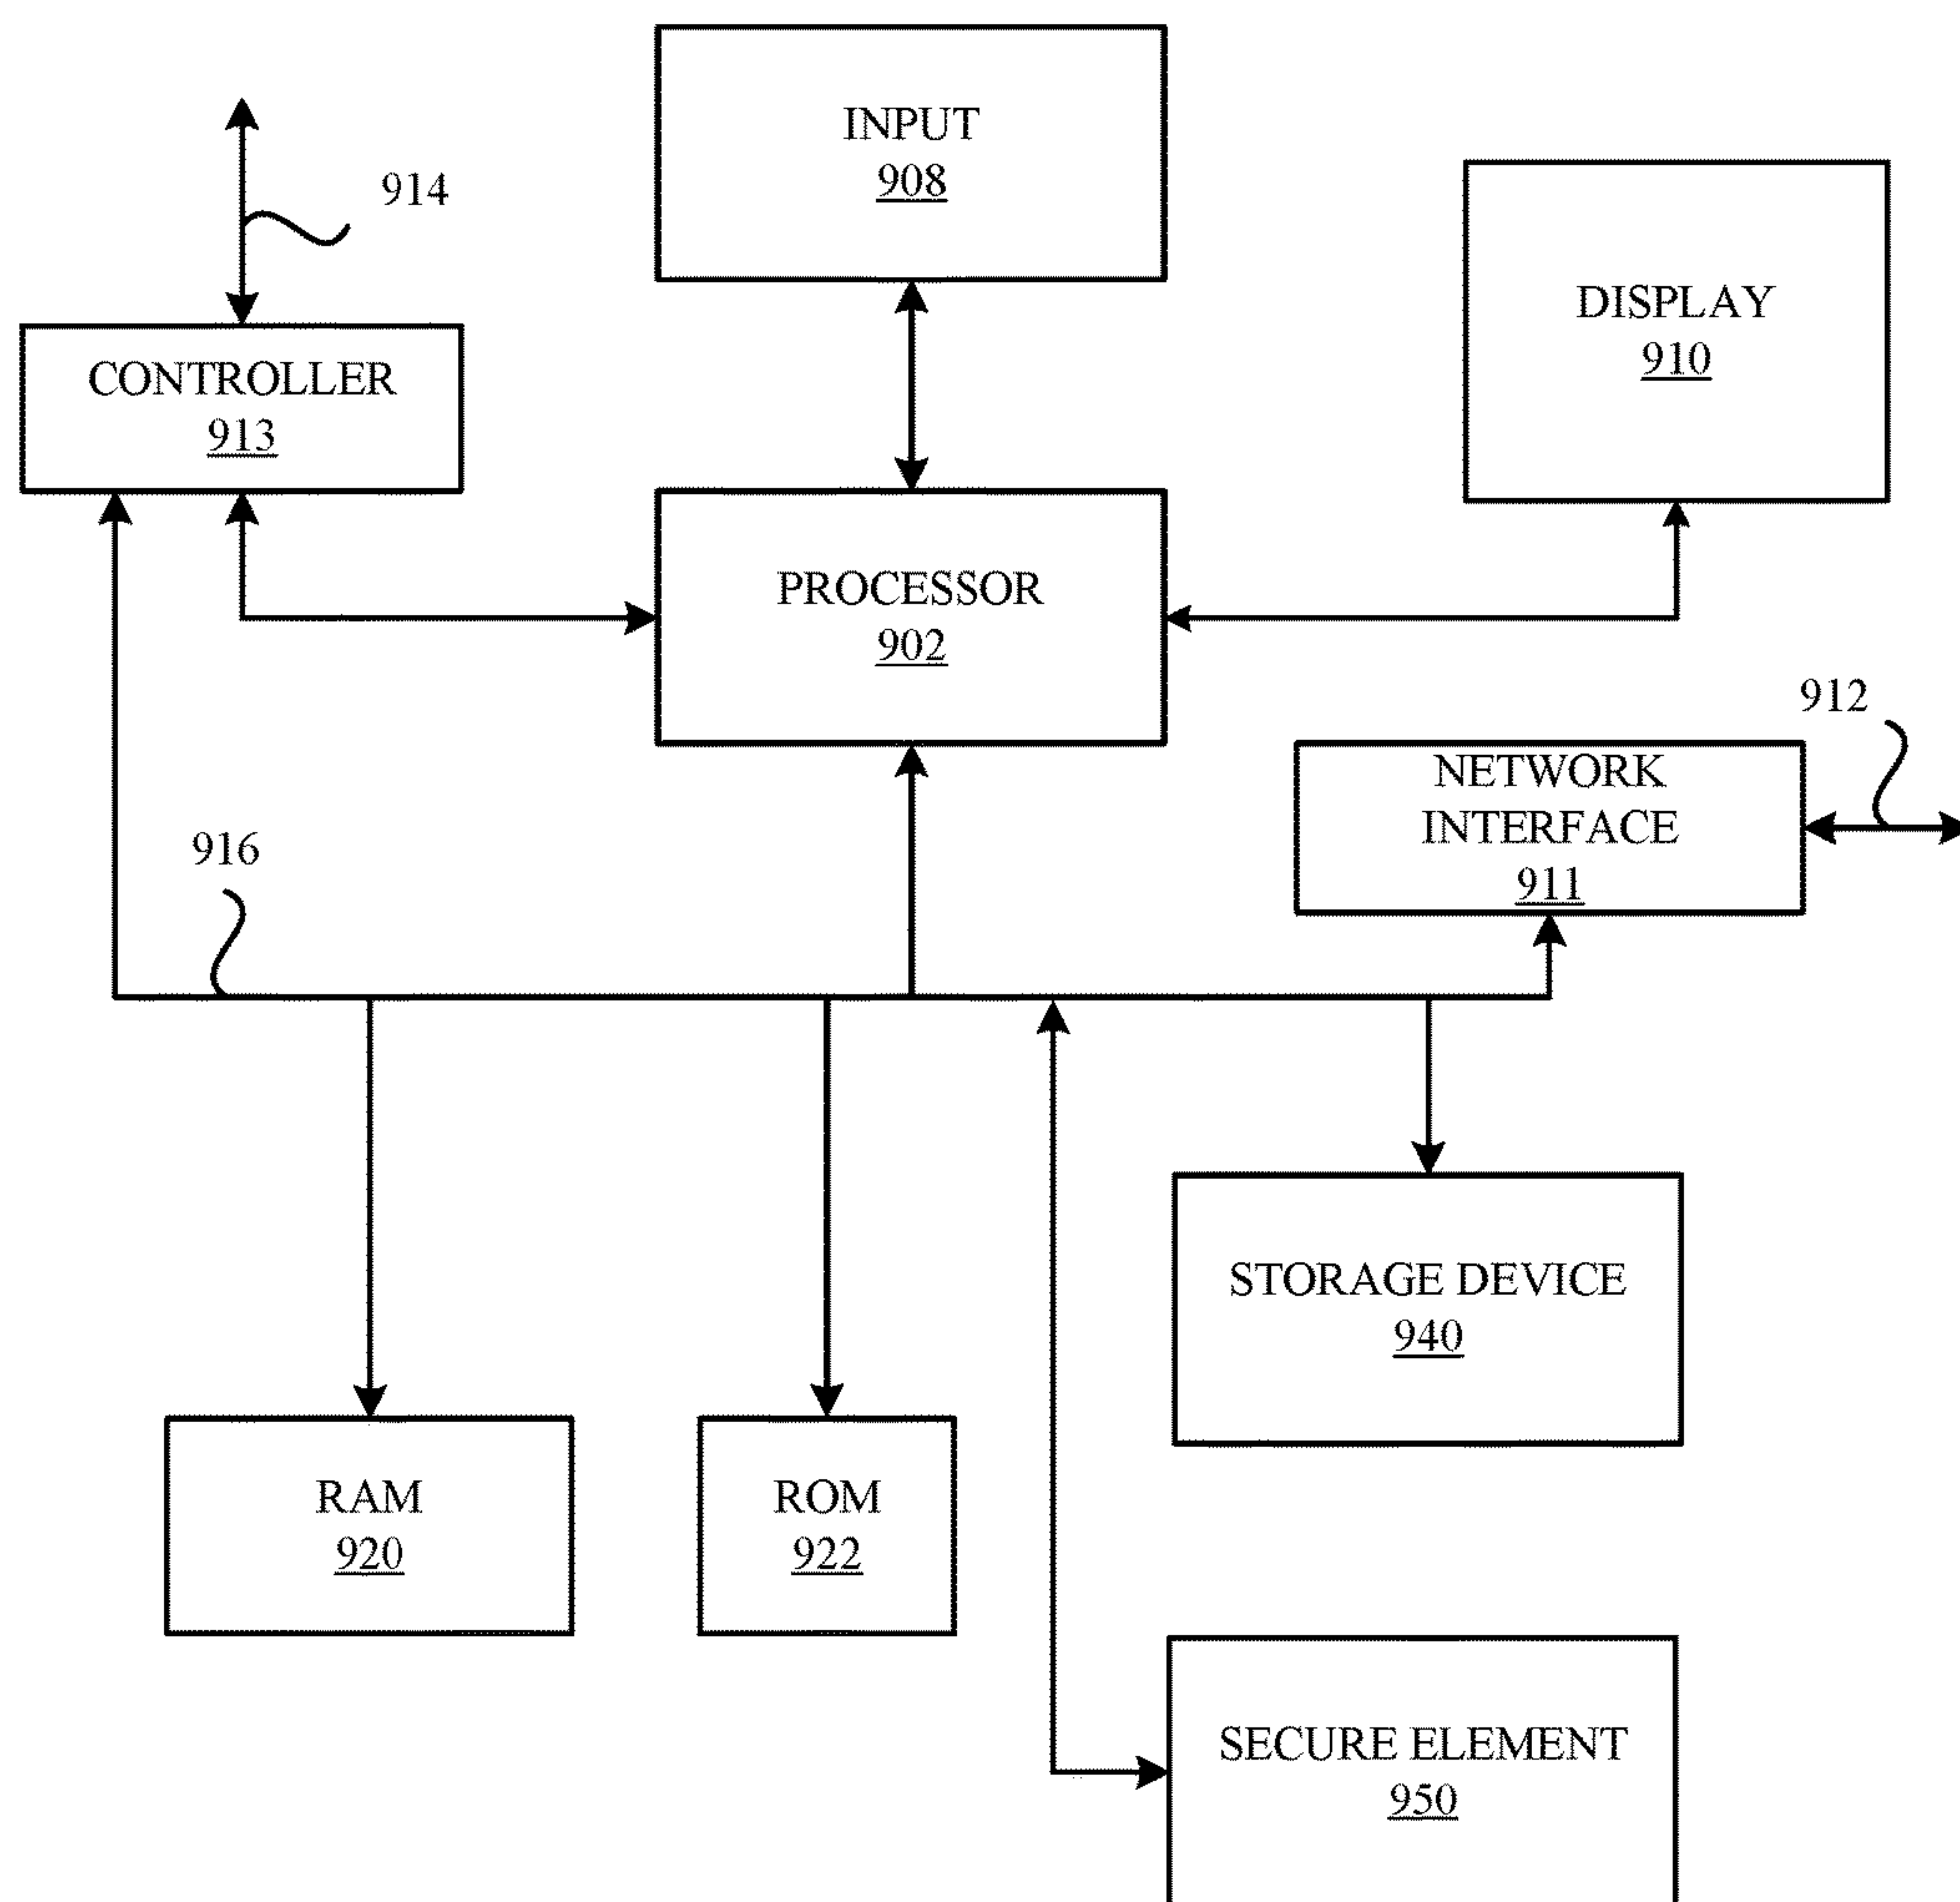 INPUT
908
914
DISPLAY
910
CONTROLLER
913
PROCESSOR
902
912
NETWORK
INTERFACE
911
916
STORAGE DEVICE
940
RAM
920
ROM
922
SECURE ELEMENT
950